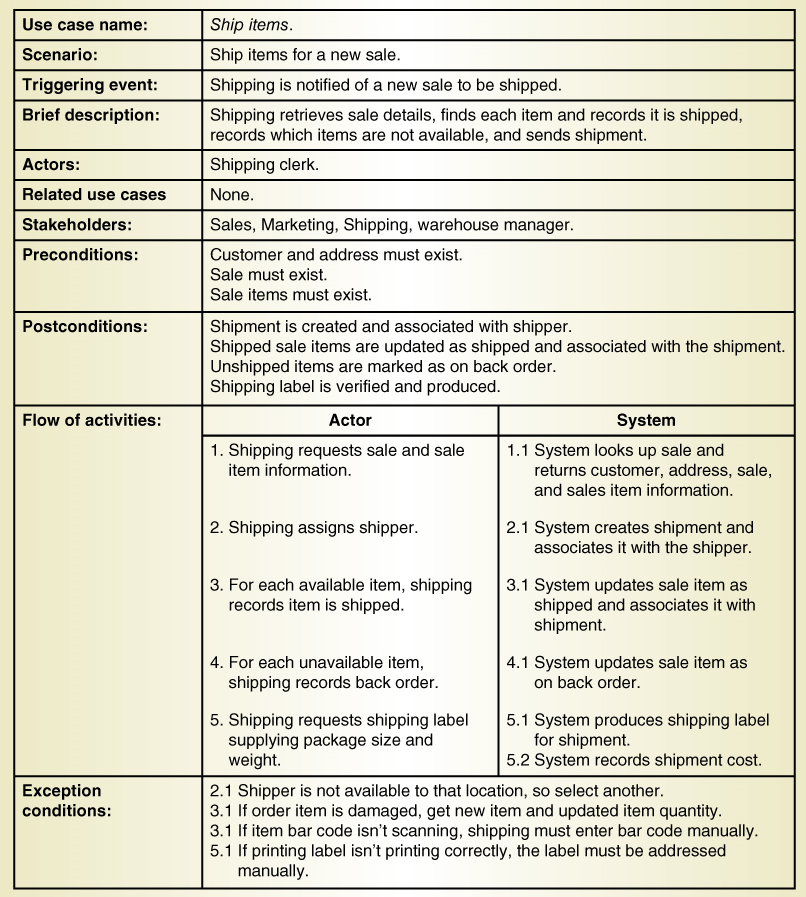 Use case name: Ship items.
Scenario: Ship items for a new sale.
Triggering event: Shipping is notified of a new sale to be shipped.
Brief description: Shipping retrieves sale details, finds each item and records it is shipped,
records which items are not available, and sends shipment.
Actors: Shipping clerk.
Related use cases None.
Stakeholders: Sales, Marketing, Shipping, warehouse manager.
Preconditions: Customer and address must exist.
Sale must exist.
Sale items must exist.
Postconditions: Shipment is created and associated with shipper.
Shipped sale items are updated as shipped and associated with the shipment.
Unshipped items are marked as on back order.
Shipping label is verified and produced.
Flow of activities: Actor System
1. Shipping requests sale and sale
item information.
1.1 System looks up sale and
returns customer, address, sale,
and sales item information.
2. Shipping assigns shipper.
2.1 System creates shipment and
associates it with the shipper.
3. For each available item, shipping
records item is shipped.
3.1 System updates sale item as
shipped and associates it with
shipment.
4. For each unavailable item,
shipping records back order.
4.1 System updates sale item as
on back order.
5. Shipping requests shipping label
supplying package size and
weight.
5.1 System produces shipping label
for shipment.
5.2 System records shipment cost.
Exception
conditions:
2.1 Shipper is not available to that location, so select another.
3.1 If order item is damaged, get new item and updated item quantity.
3.1 If item bar code isn't scanning, shipping must enter bar code manually.
5.1 If printing label isn't printing correctly, the label must be addressed
manually.